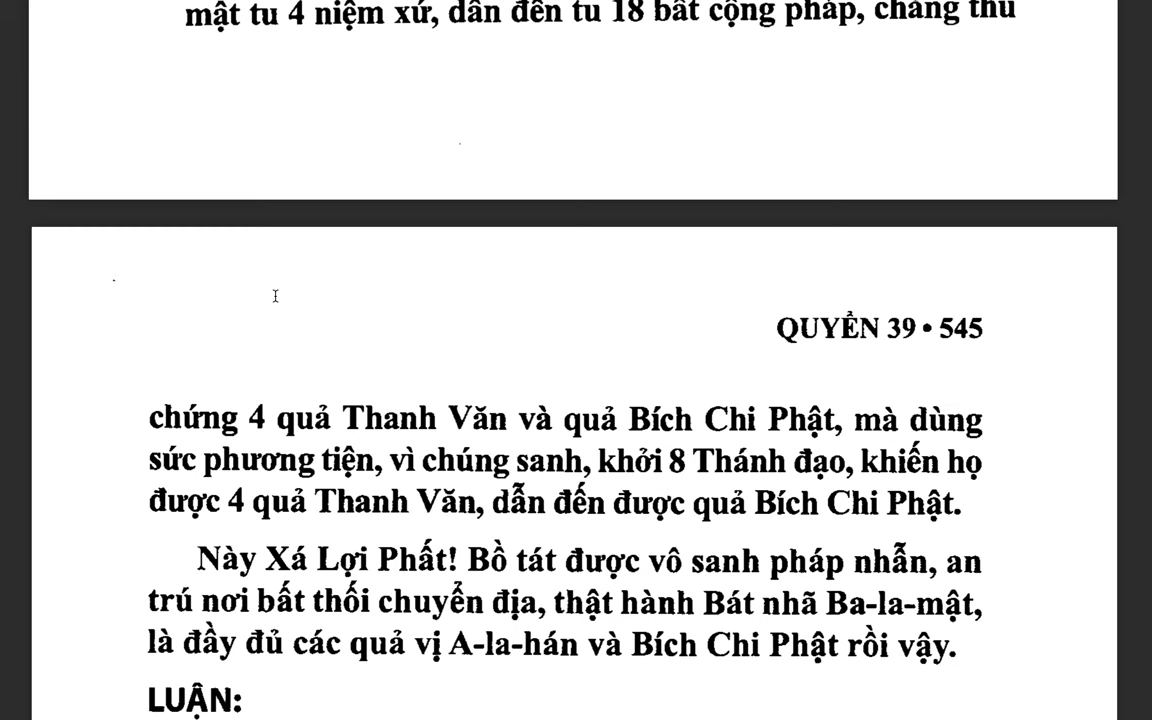 mật tu 4 niệm xứ, dẫn đến tu 18 bất cộng pháp, chẳng thủ
QUYỂN 39 • 545
chứng 4 quả Thanh Văn và quả Bích Chi Phật, mà dùng
sức phương tiện, vì chúng sanh, khởi 8 Thánh đạo, khiến họ
được 4 quả Thanh Văn, dẫn đến được quả Bích Chi Phật.
Này Xá Lợi Phất! Bồ tát được vô sanh pháp nhẫn, an
trú nơi bất thối chuyển địa, thật hành Bát nhã Ba-la-mật,
là đầy đủ các quả vị A-la-hán và Bích Chi Phật rồi vậy.
LUẬN: